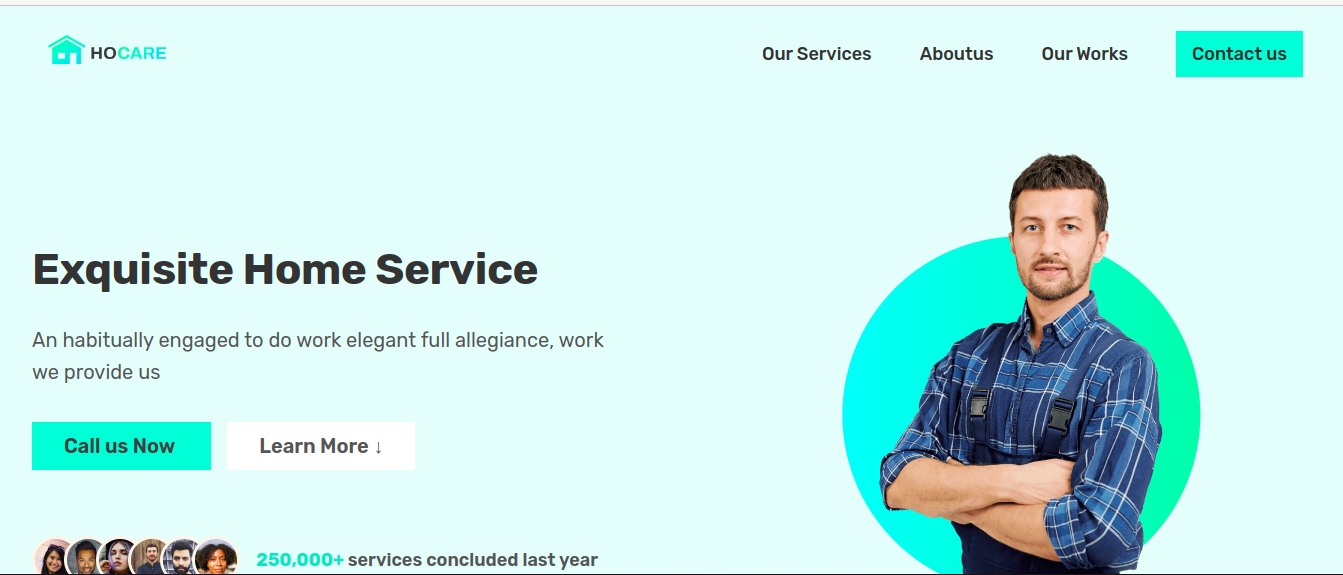 HOCARE
Our Services
Aboutus
Our Works
Contact us
Exquisite Home Service
An habitually engaged to do work elegant full allegiance, work
we provide us
Call us Now
Learn More ↓
250,000+ services concluded last year